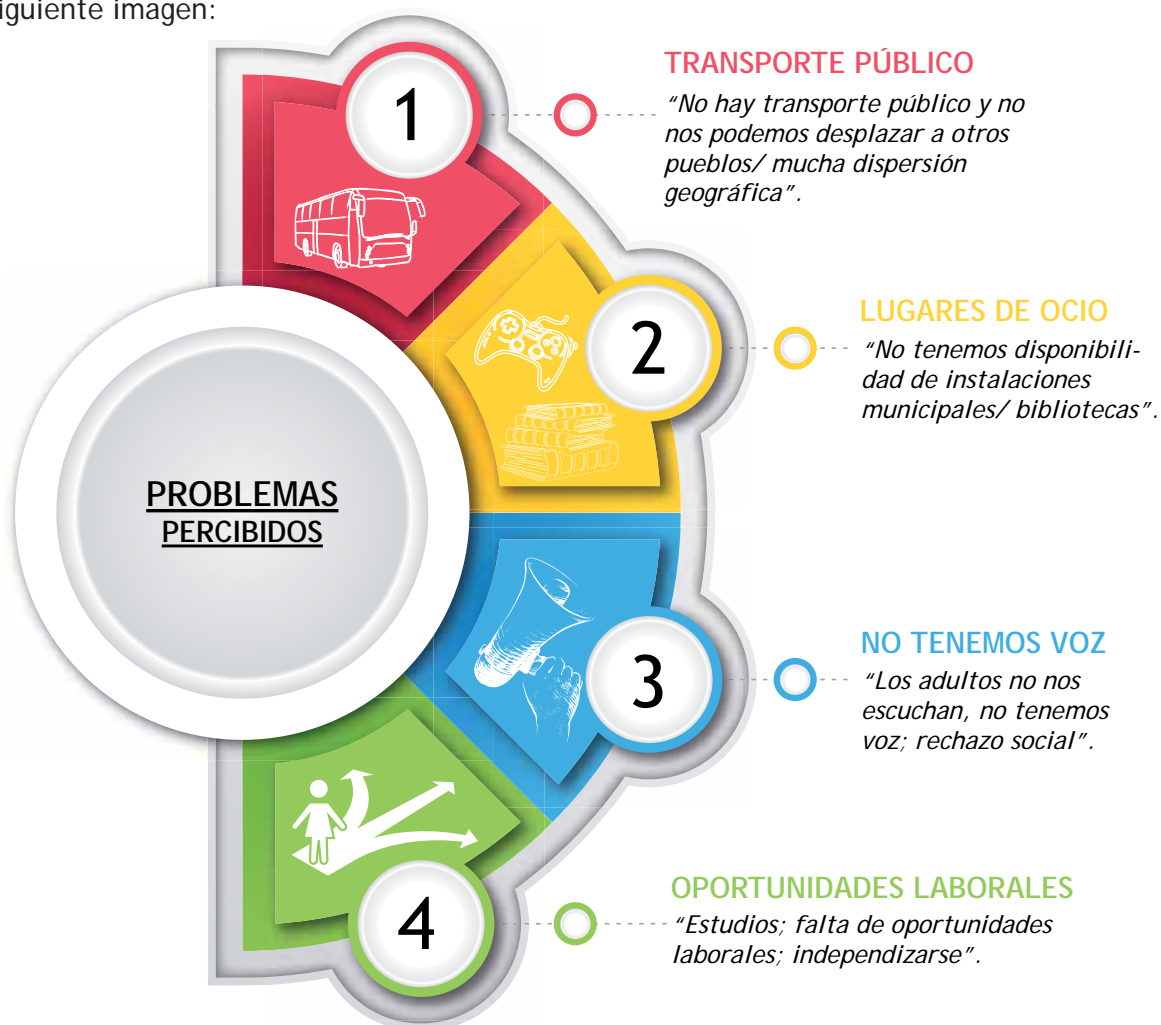 siguiente imagen:
1
TRANSPORTE PÚBLICO
“No hay transporte público y no
nos podemos desplazar a otros
pueblos/ mucha dispersión
geográfica”.
2
LUGARES DE OCIO
“No tenemos disponibili-
dad de instalaciones
municipales/ bibliotecas”.
PROBLEMAS
PERCIBIDOS
3
NO TENEMOS VOZ
“Los adultos no nos
escuchan, no tenemos
voz; rechazo social”.
4
OPORTUNIDADES LABORALES
“Estudios; falta de oportunidades
laborales; independizarse”.